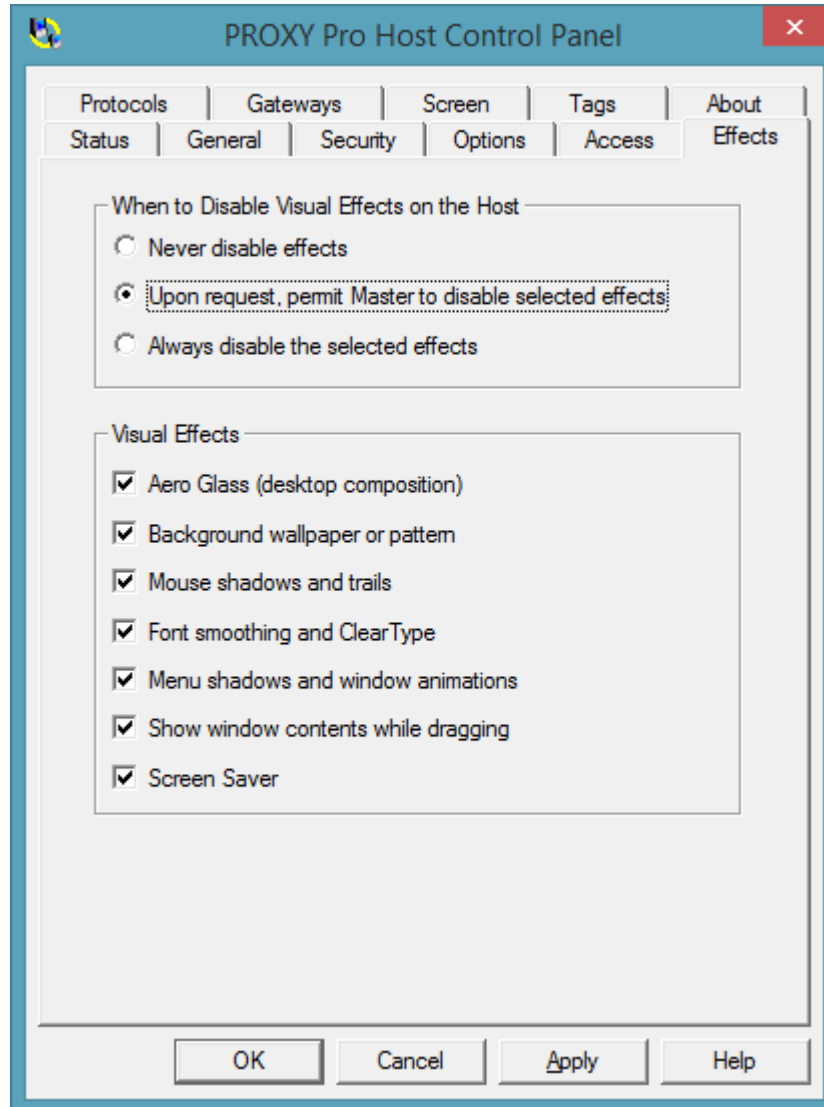 PROXY Pro Host Control Panel
Protocols Gateways Screen Tags About
Status General Security Options Access Effects
When to Disable Visual Effects on the Host
Never disable effects
Upon request, permit Master to disable selected effects
Always disable the selected effects
Visual Effects
Aero Glass (desktop composition)
Background wallpaper or pattern
Mouse shadows and trails
Font smoothing and ClearType
Menu shadows and window animations
Show window contents while dragging
Screen Saver
OK Cancel Apply Help